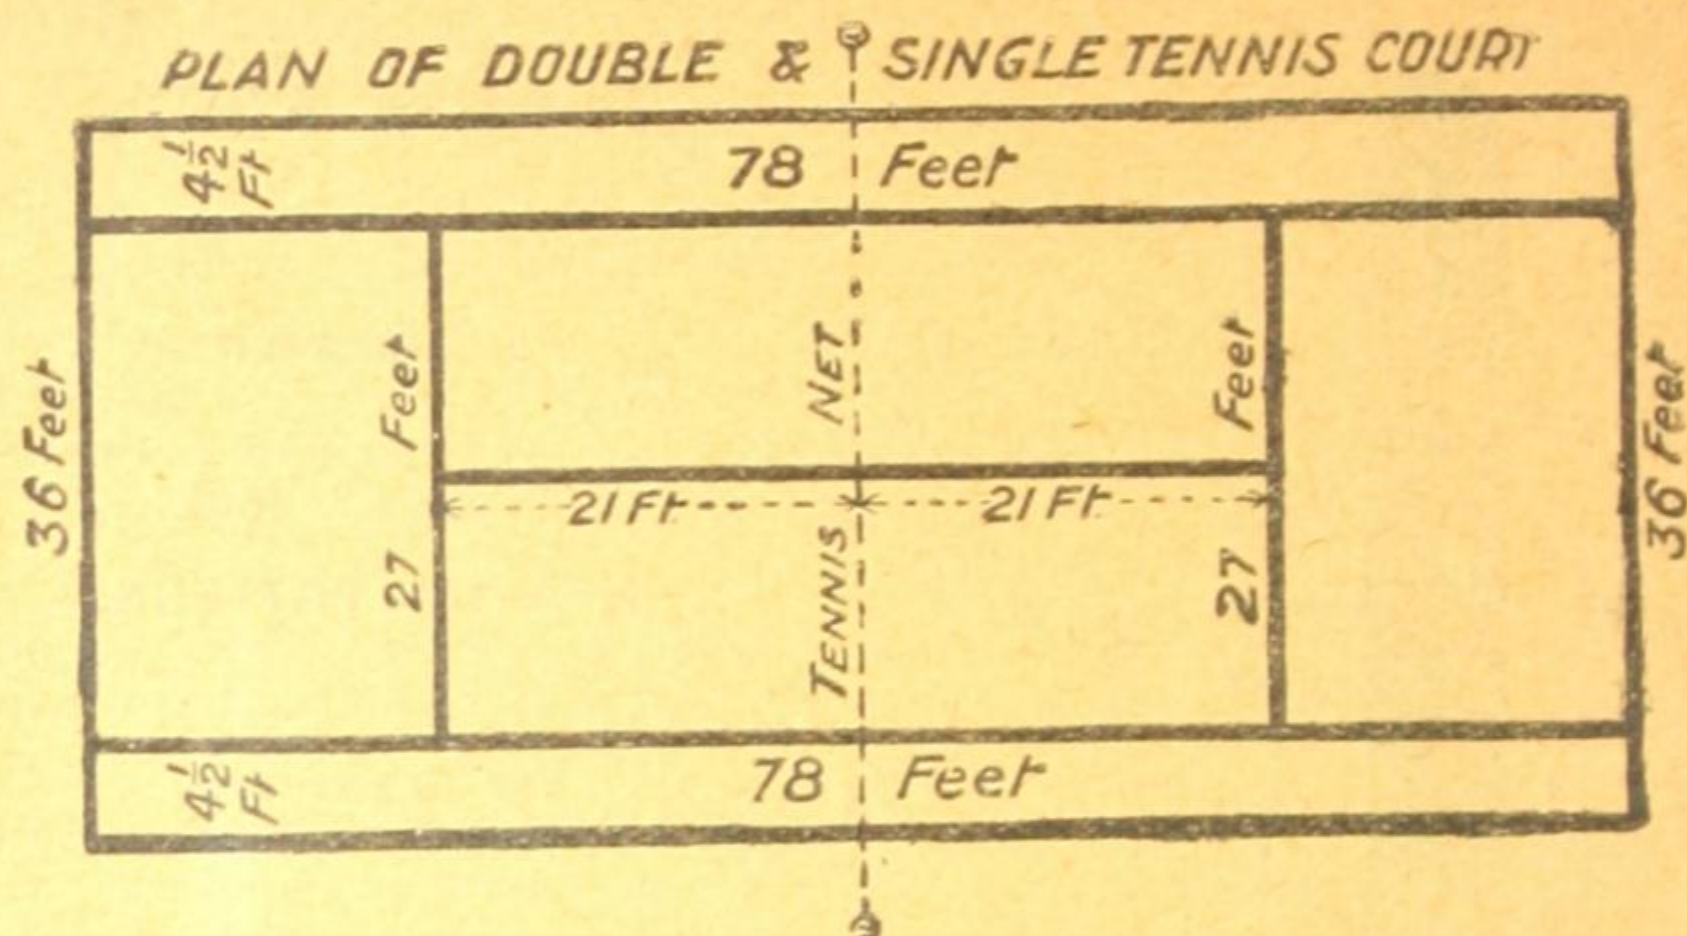 PLAN OF DOUBLE & SINGLE TENNIS COURT
4½ Ft
78 Feet
36 Feet
27 Feet
TENNIS NET
27 Feet
36 Feet
21 Ft
21 Ft
4½ Ft
78 Feet